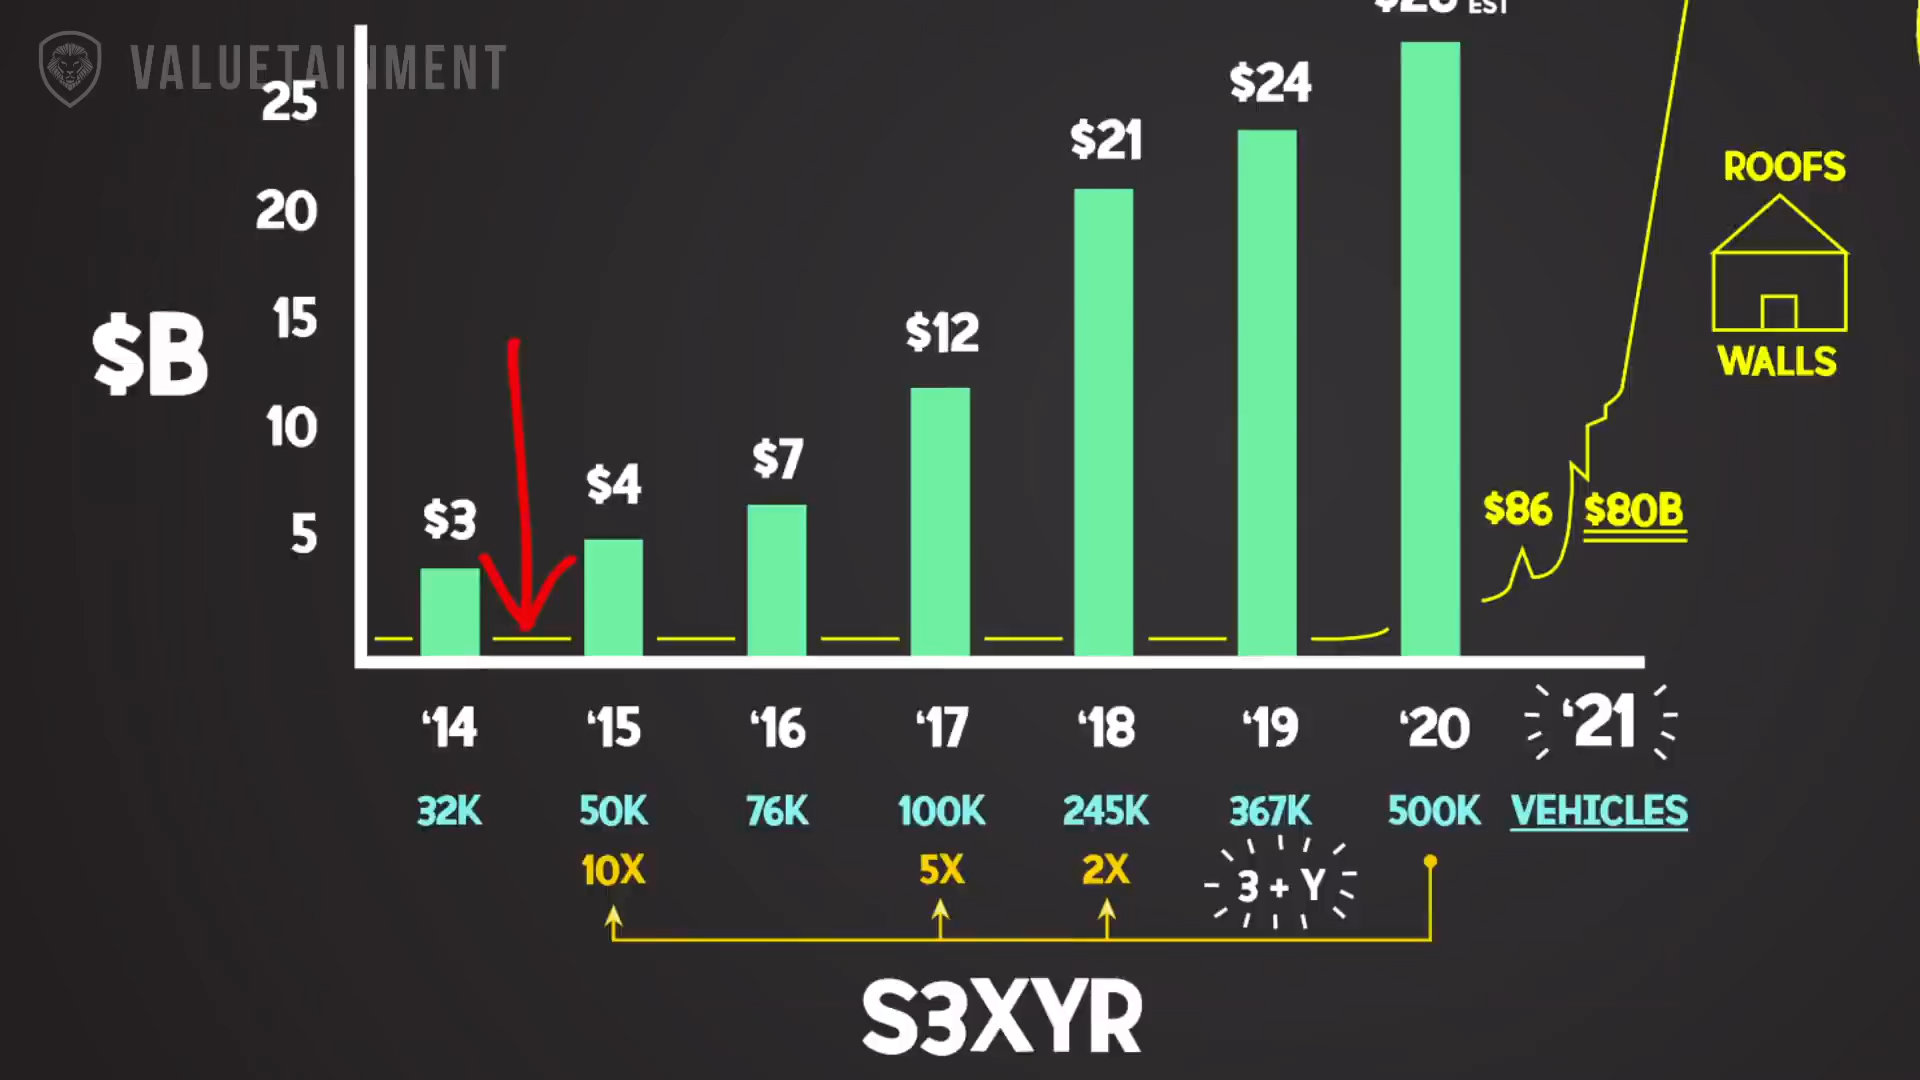 VALUETAINMENT
EST
25
$24
$21
ROOFS
20
15
$12
$B
WALLS
10
$7
$4
$3
5
$86
$80B
‘14 ‘15 ‘16 ‘17 ‘18 ‘19 ‘20 ‘21
32K 50K 76K 100K 245K 367K 500K VEHICLES
10X 5X 2X 3 + Y
S3XYR